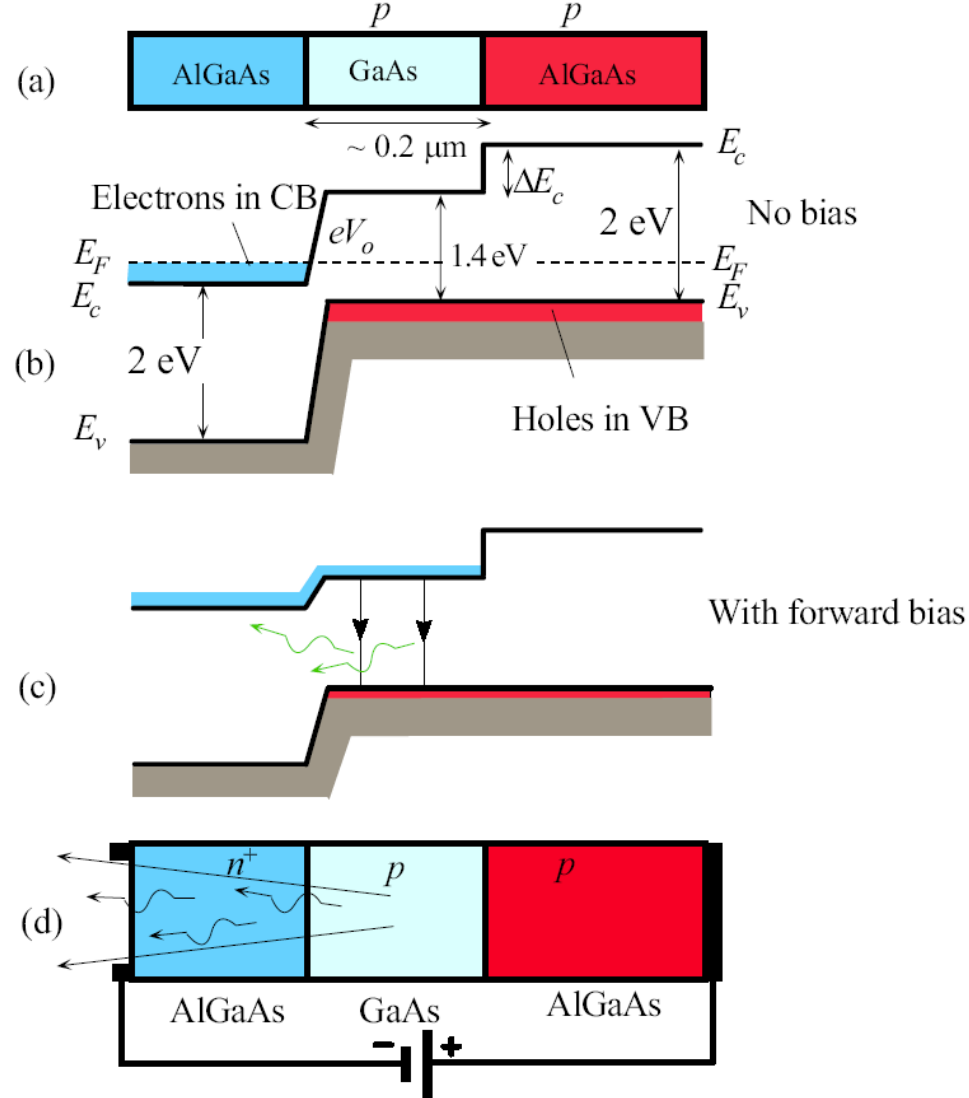 p p
(a) AlGaAs GaAs AlGaAs
~ 0.2 μm
E_c
Electrons in CB
ΔE_c
2 eV
No bias
eV_o
1.4 eV
E_F E_F
E_c E_v
2 eV
(b)
Holes in VB
E_v
With forward bias
(c)
n⁺ p p
(d)
AlGaAs GaAs AlGaAs
- +